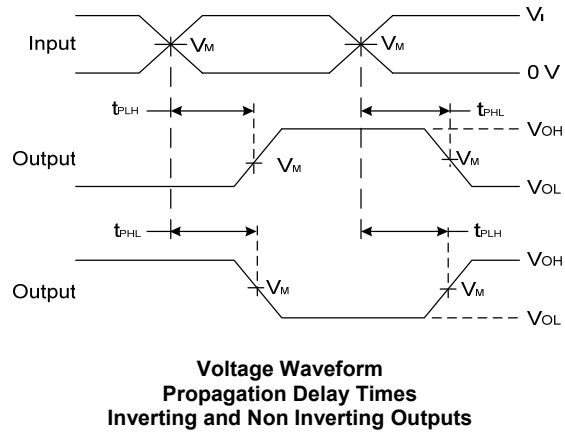 VI
Input
VM
VM
0 V
tPLH
tPHL
VOH
Output
VM
VM
VOL
tPHL
tPLH
VOH
Output
VM
VM
VOL
Voltage Waveform
Propagation Delay Times
Inverting and Non Inverting Outputs